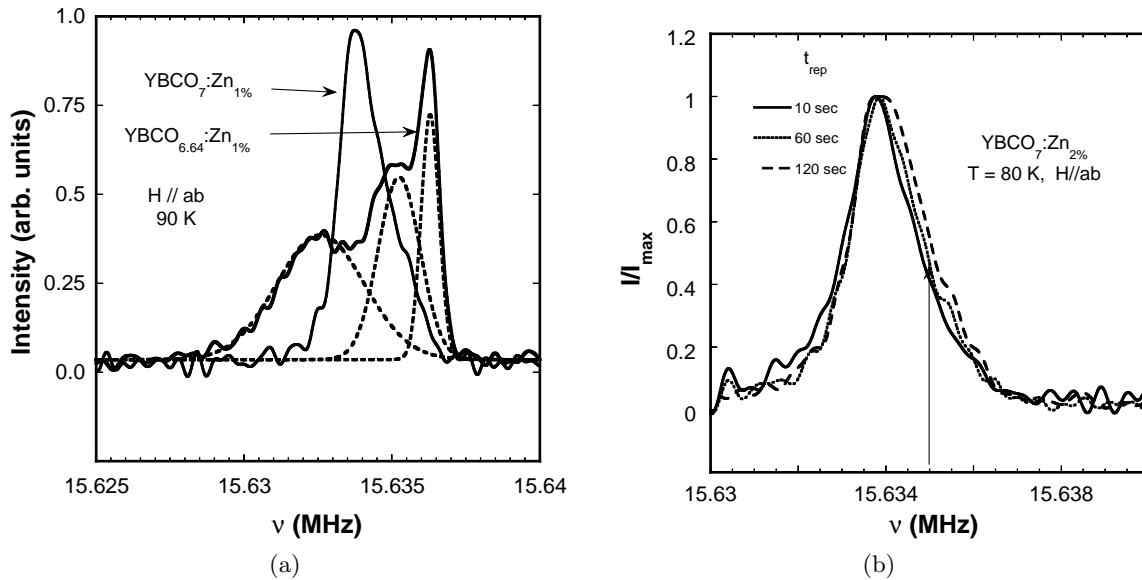 1.0
0.75
0.5
0.25
0.0
Intensity (arb. units)
YBCO7:Zn1%
YBCO6.64:Zn1%
H // ab
90 K
15.625
15.63
15.635
15.64
ν (MHz)
(a)
1.2
1
0.8
0.6
0.4
0.2
0
I/Imax
trep
10 sec
60 sec
120 sec
YBCO7:Zn2%
T = 80 K, H//ab
15.63
15.634
15.638
ν (MHz)
(b)